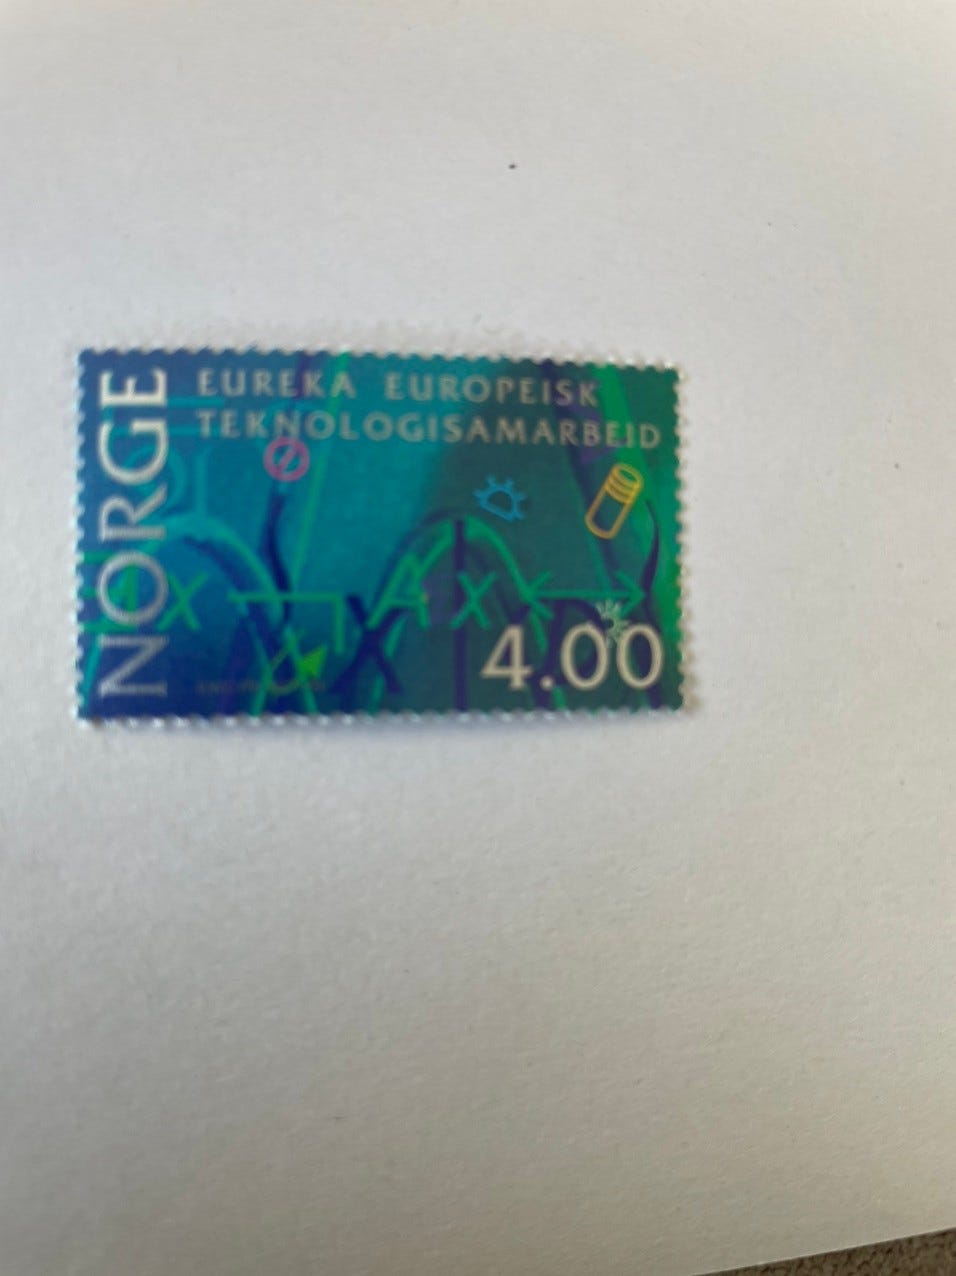 NORGE
EUREKA EUROPEISK
TEKNOLOGISAMARBEID
X
A X X
4.00